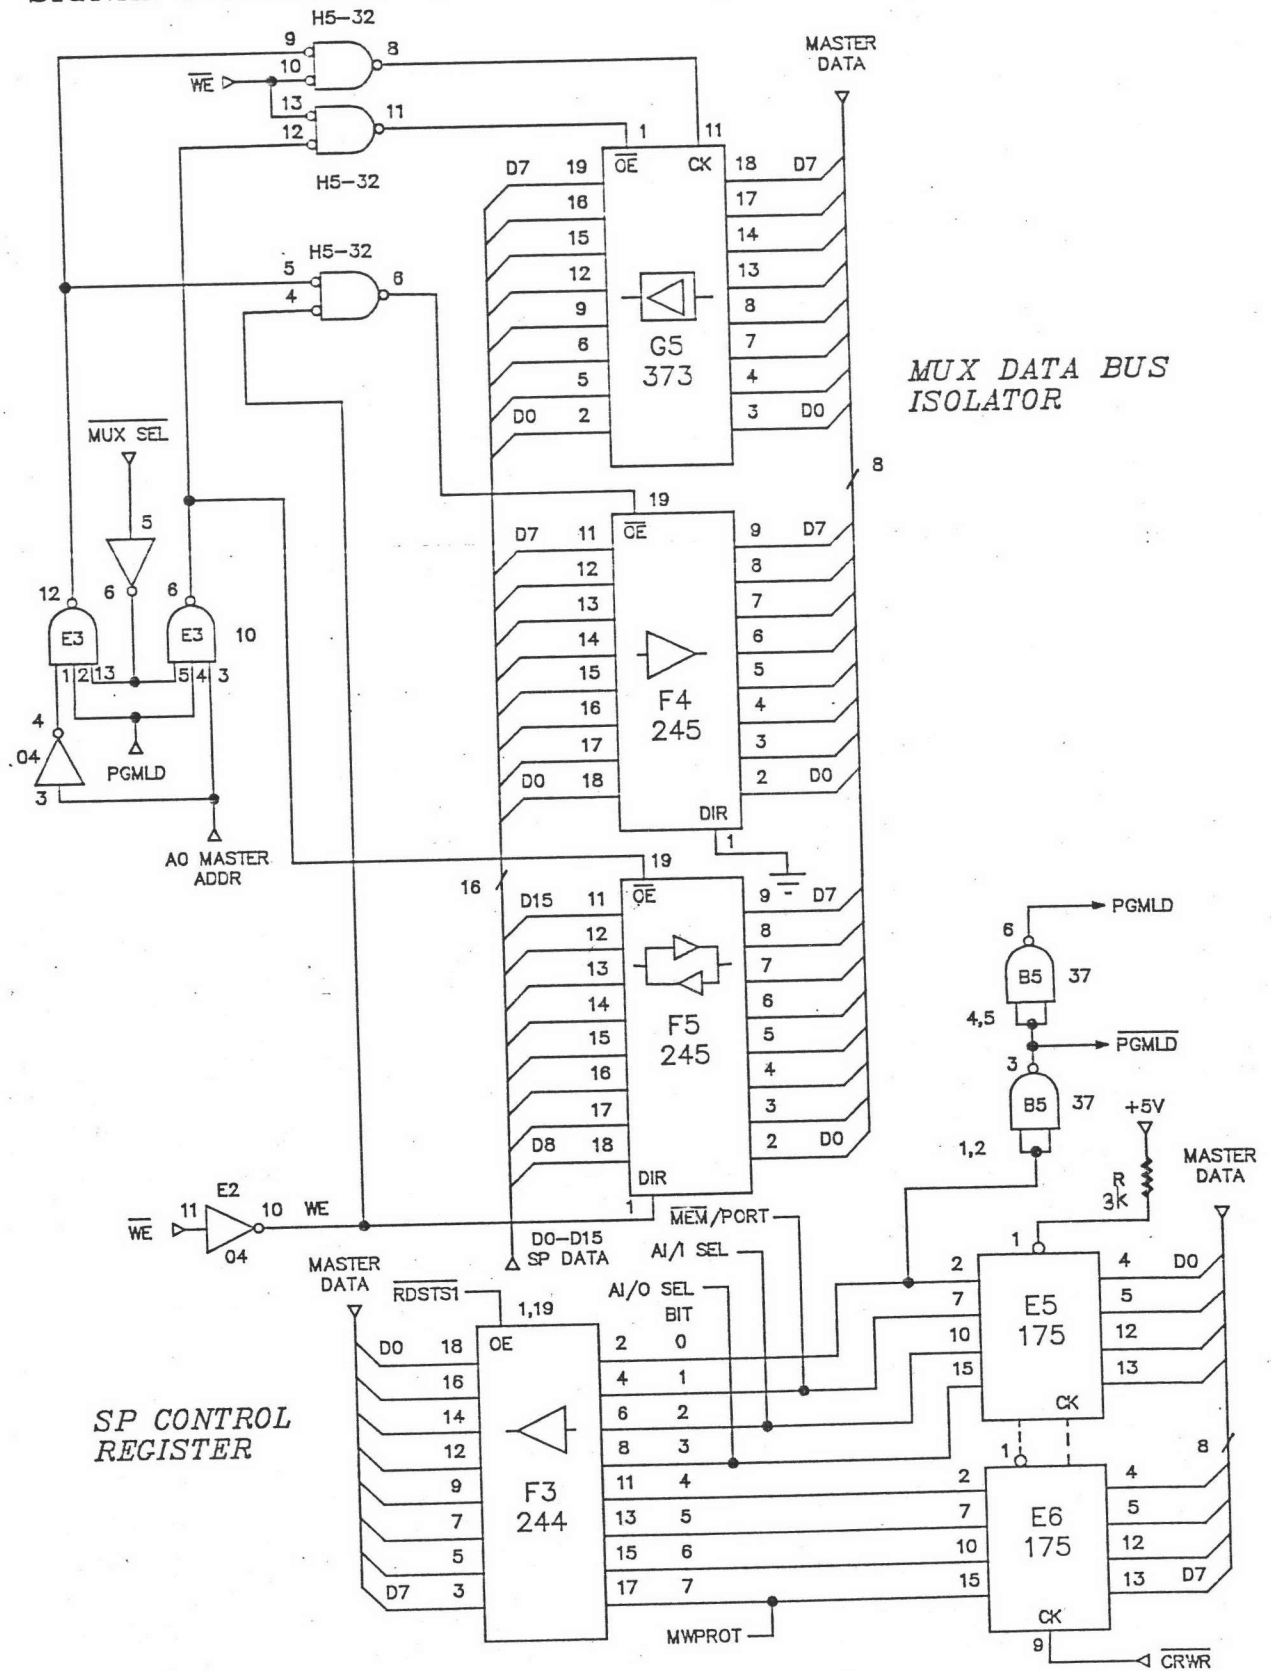 H5-32
9
8
10
WE
13
11
12
H5-32
MASTER
DATA
1
11
OE
CK
D7 19
18 D7
16
17
15
14
12
13
9
8
6
7
5
4
D0 2
3 D0
G5
373
H5-32
5
6
4
MUX DATA BUS
ISOLATOR
8
MUX SEL
5
6
12
6
E3
E3
10
1 2 13
5 4 3
4
04
3
PGMLD
A0 MASTER
ADDR
19
OE
D7 11
9 D7
12
8
13
7
14
6
15
5
16
4
17
3
D0 18
2 D0
F4
245
DIR
1
16
19
OE
D15 11
9 D7
12
8
13
7
14
6
15
5
16
4
17
3
D8 18
2 D0
F5
245
DIR
1
PGMLD
6
B5
37
4,5
PGMLD
3
B5
37
1,2
+5V
R
3K
MASTER
DATA
E2
WE
11
10 WE
04
D0-D15
SP DATA
MEM/PORT
AI/I SEL
AI/O SEL
BIT
MASTER
DATA
RDSTS1
1,19
OE
D0 18
2 0
16
4 1
14
6 2
12
8 3
9
11 4
7
13 5
5
15 6
D7 3
17 7
F3
244
SP CONTROL
REGISTER
1
2
4 D0
7
5
10
12
15
13
E5
175
CK
8
1
2
4
7
5
10
12
15
13 D7
E6
175
CK
9
CRWR
MWPROT